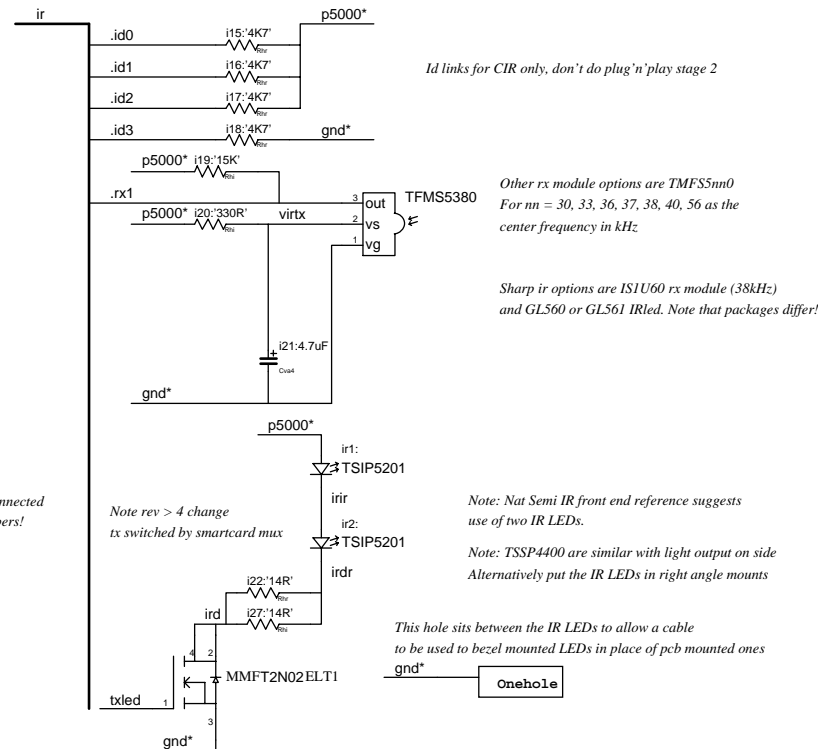 ir
p5000*
.id0
i15:'4K7'
Rhr
.id1
i16:'4K7'
Rhr
Id links for CIR only, don't do plug'n'play stage 2
.id2
i17:'4K7'
Rhr
.id3
i18:'4K7'
Rhr
gnd*
p5000*
i19:'15K'
Rhi
.rx1
3
out
TFMS5380
p5000*
i20:'330R'
Rhi
virtx
2
vs
1
vg
Other rx module options are TMFS5nn0
For nn = 30, 33, 36, 37, 38, 40, 56 as the
center frequency in kHz
Sharp ir options are IS1U60 rx module (38kHz)
and GL560 or GL561 IRled. Note that packages differ!
+
i21:4.7uF
Cva4
gnd*
p5000*
ir1:
TSIP5201
irir
ir2:
TSIP5201
irdr
nnected
pers!
Note rev > 4 change
tx switched by smartcard mux
Note: Nat Semi IR front end reference suggests
use of two IR LEDs.
Note: TSSP4400 are similar with light output on side
Alternatively put the IR LEDs in right angle mounts
i22:'14R'
Rhr
i27:'14R'
Rhi
ird
4
2
MMFT2N02ELT1
txled
1
3
gnd*
This hole sits between the IR LEDs to allow a cable
to be used to bezel mounted LEDs in place of pcb mounted ones
gnd*
Onehole